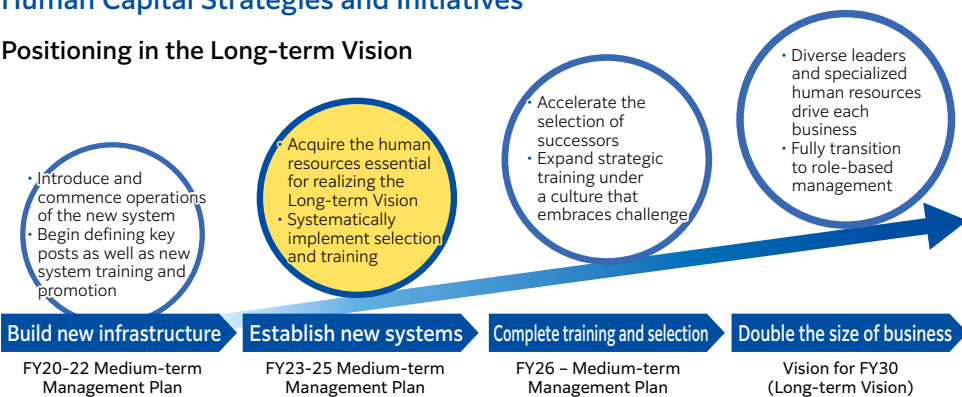 Human Capital Strategies and Initiatives
Positioning in the Long-term Vision
・Introduce and
commence operations
of the new system
・Begin defining key
posts as well as new
system training and
promotion
・Acquire the human
resources essential
for realizing the
Long-term Vision
・Systematically
implement selection
and training
・Accelerate the
selection of
successors
・Expand strategic
training under
a culture that
embraces challenge
・Diverse leaders
and specialized
human resources
drive each
business
・Fully transition
to role-based
management
Build new infrastructure
Establish new systems
Complete training and selection
Double the size of business
FY20-22 Medium-term
Management Plan
FY23-25 Medium-term
Management Plan
FY26 – Medium-term
Management Plan
Vision for FY30
(Long-term Vision)